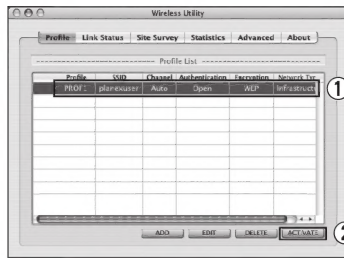 Wireless Utility
Profile Link Status Site Survey Statistics Advanced About
Profile List
Profile SSID Channel Authentication Encryption Network Typ
PROF1 planexuser Auto Open WEP Infrastructu
1
ADD EDIT DELETE ACTIVATE
2